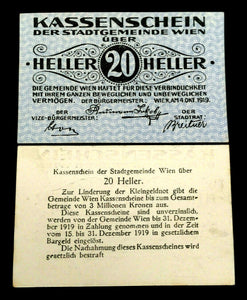 KASSENSCHEIN
DER STADTGEMEINDE WIEN
ÜBER
HELLER 20 HELLER
DIE GEMEINDE WIEN HAFTET FÜR DIESE VERBINDLICHKEIT
MIT IHREM GANZEN BEWEGLICHEN UND UNBEWEGLICHEN
VERMÖGEN. DER BÜRGERMEISTER: WIEN, AM 4. OKT. 1919.
DER
VIZE-BÜRGERMEISTER:
DER
STADTRAT
Breitner
Kassenschein der Stadtgemeinde Wien über
20 Heller.
Zur Linderung der Kleingeldnot gibt die
Gemeinde Wien Kassenscheine bis zum Gesamt-
betrage von 3 Millionen Kronen aus.
Diese Kassenscheine sind unverzinslich,
werden von der Gemeinde Wien bis 31. Dezem-
ber 1919 in Zahlung genommen und in der Zeit
vom 15. bis 31. Dezember 1919 in gesetzliches
Bargeld eingelöst.
Die Nachahmung dieses Kassenscheines wird
gesetzlich bestraft